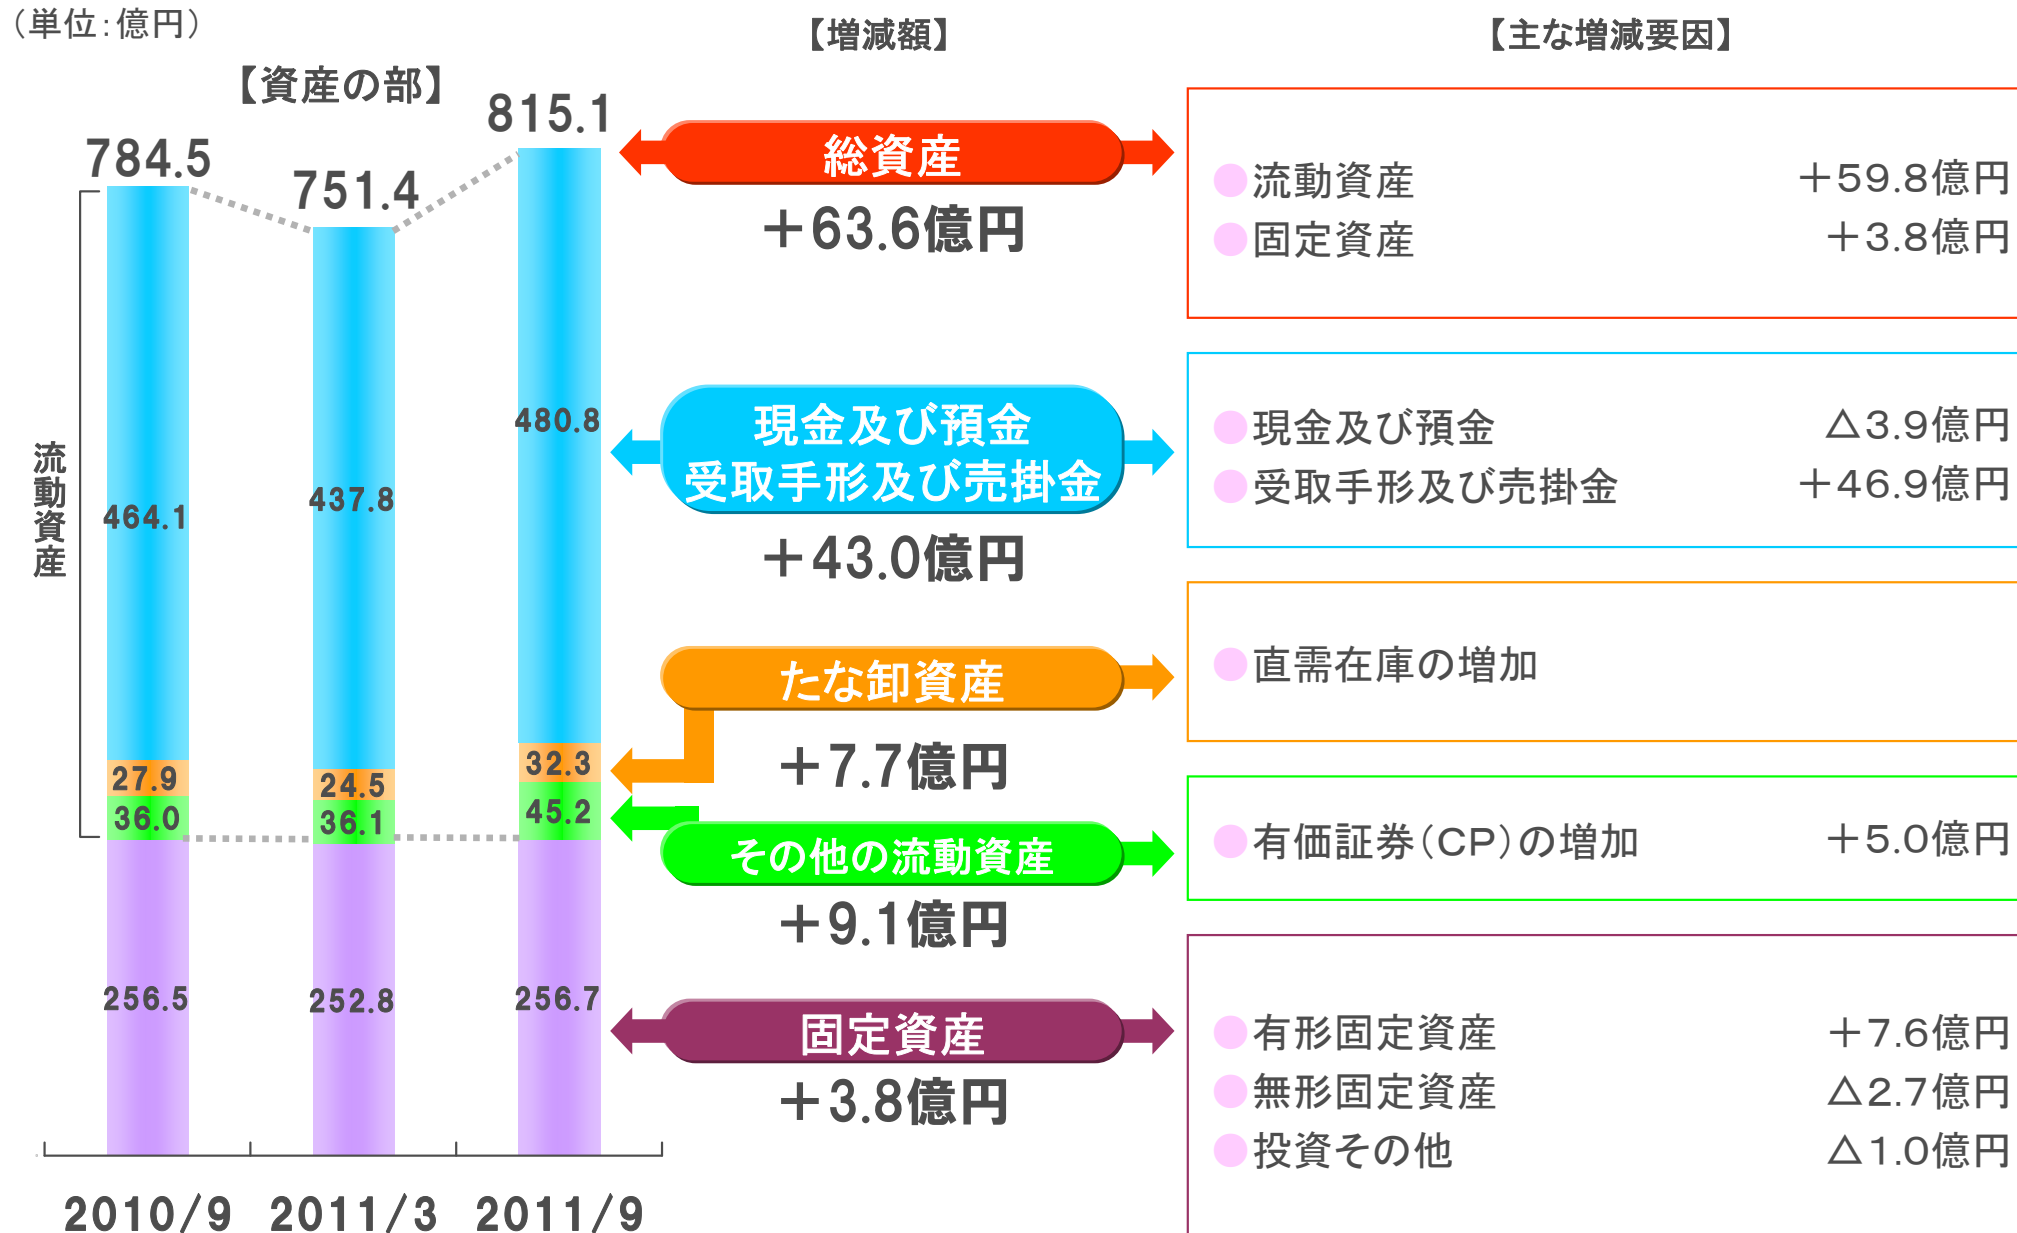 （単位：億円）
【資産の部】
784.5
751.4
815.1
流動資産
464.1
437.8
480.8
27.9
24.5
32.3
36.0
36.1
45.2
256.5
252.8
256.7
2010/9
2011/3
2011/9
【増減額】
総資産
＋63.6億円
現金及び預金
受取手形及び売掛金
＋43.0億円
たな卸資産
＋7.7億円
その他の流動資産
＋9.1億円
固定資産
＋3.8億円
【主な増減要因】
●流動資産 ＋59.8億円
●固定資産 ＋3.8億円
●現金及び預金 △3.9億円
●受取手形及び売掛金 ＋46.9億円
●直需在庫の増加
●有価証券（CP）の増加 ＋5.0億円
●有形固定資産 ＋7.6億円
●無形固定資産 △2.7億円
●投資その他 △1.0億円